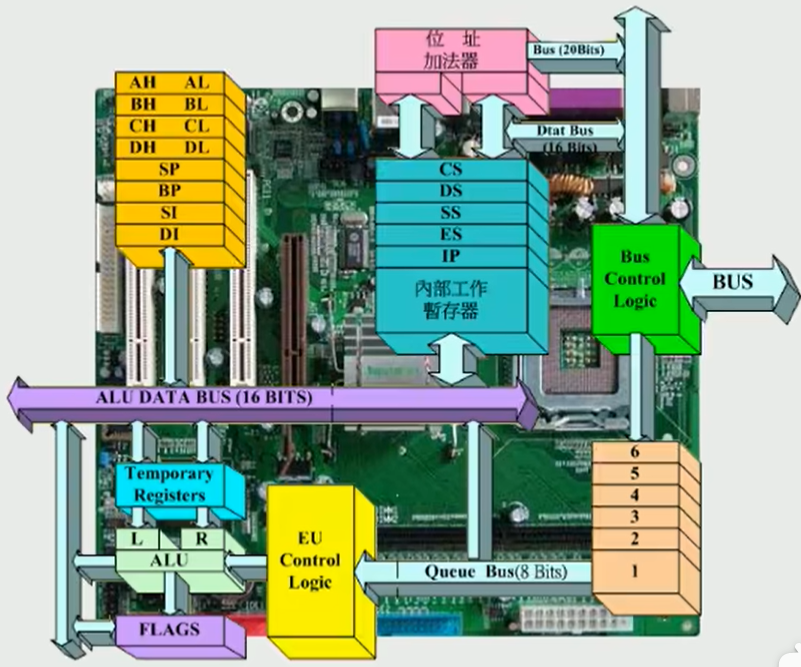 位 址
加法器
Bus (20Bits)
Dtat Bus
(16 Bits)
AH AL
BH BL
CH CL
DH DL
SP
BP
SI
DI
CS
DS
SS
ES
IP
內部工作
暫存器
Bus
Control
Logic
BUS
ALU DATA BUS (16 BITS)
Temporary
Registers
L R
ALU
FLAGS
EU
Control
Logic
Queue Bus(8 Bits)
6
5
4
3
2
1